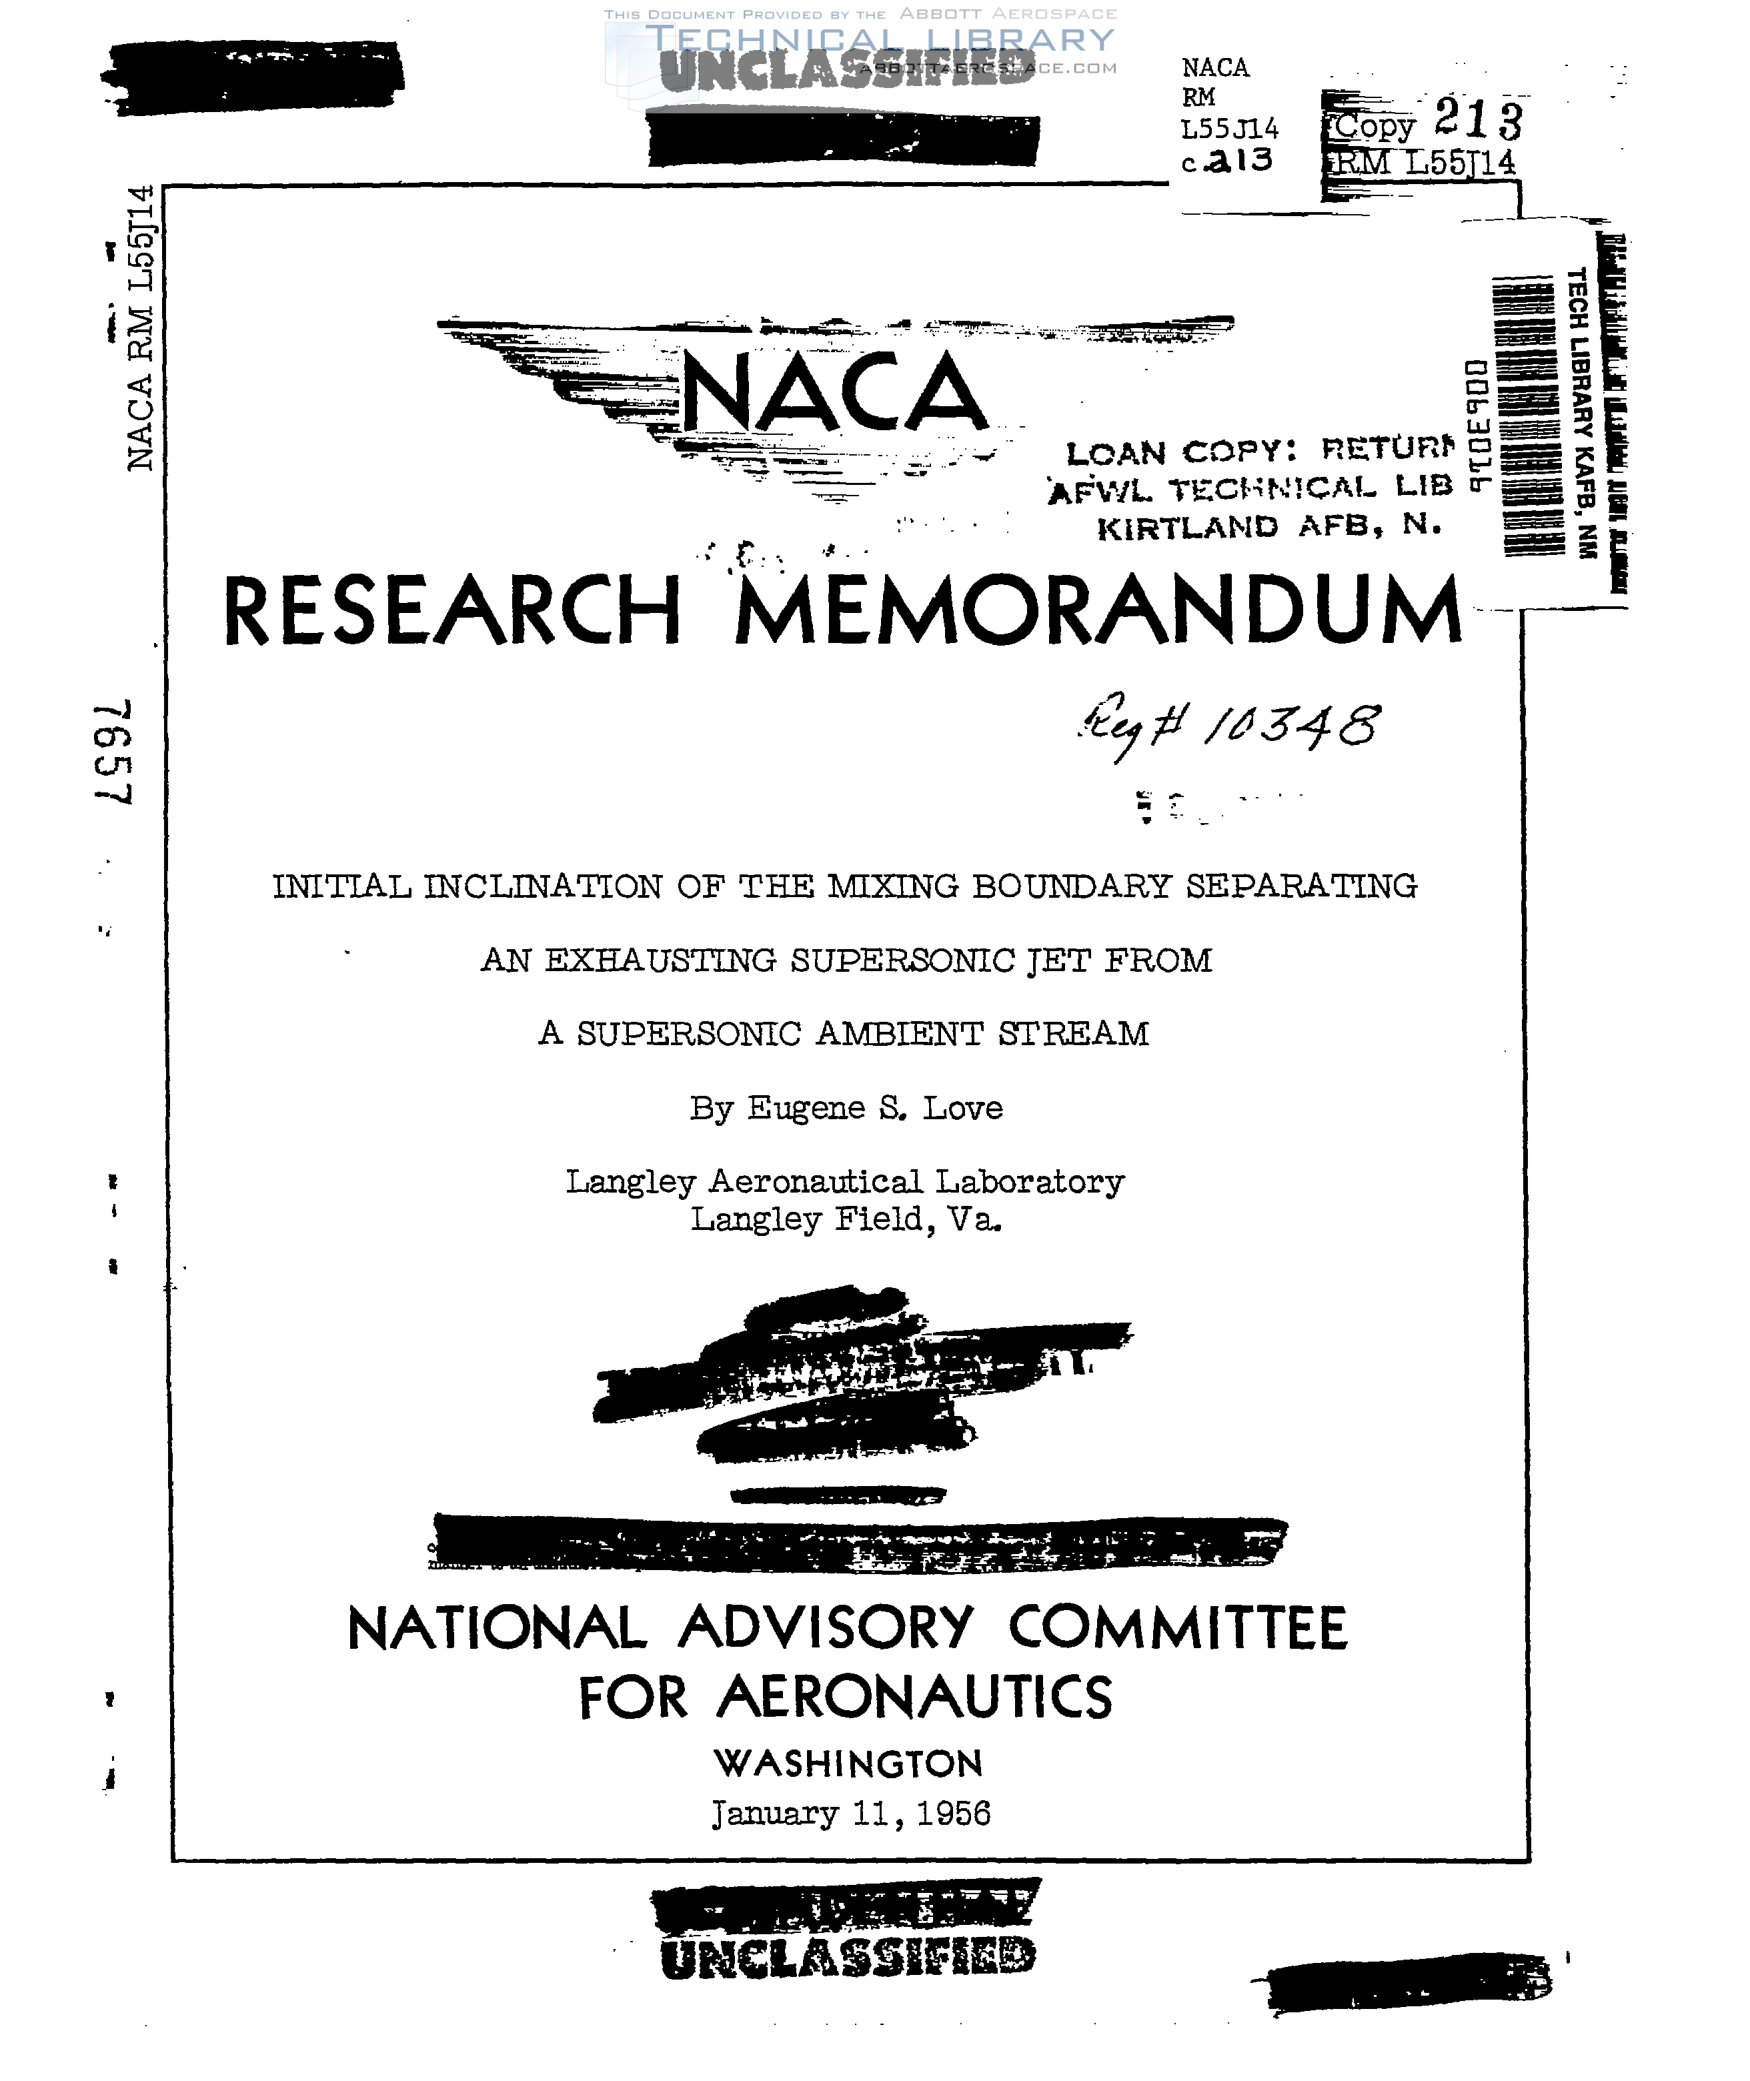 THIS DOCUMENT PROVIDED BY THE ABBOTT AEROSPACE
TECHNICAL LIBRARY
ABBOTTAEROSPACE.COM
UNCLASSIFIED
NACA
RM
L55J14
c.213
Copy 213
RM L55J14
NACA RM L55J14
7657
NACA
LOAN COPY: RETURN
AFWL TECHNICAL LIB
KIRTLAND AFB, N.
TECH LIBRARY KAFB, NM
RESEARCH MEMORANDUM
Reg # 10348
INITIAL INCLINATION OF THE MIXING BOUNDARY SEPARATING
AN EXHAUSTING SUPERSONIC JET FROM
A SUPERSONIC AMBIENT STREAM
By Eugene S. Love
Langley Aeronautical Laboratory
Langley Field, Va.
NATIONAL ADVISORY COMMITTEE
FOR AERONAUTICS
WASHINGTON
January 11, 1956
UNCLASSIFIED